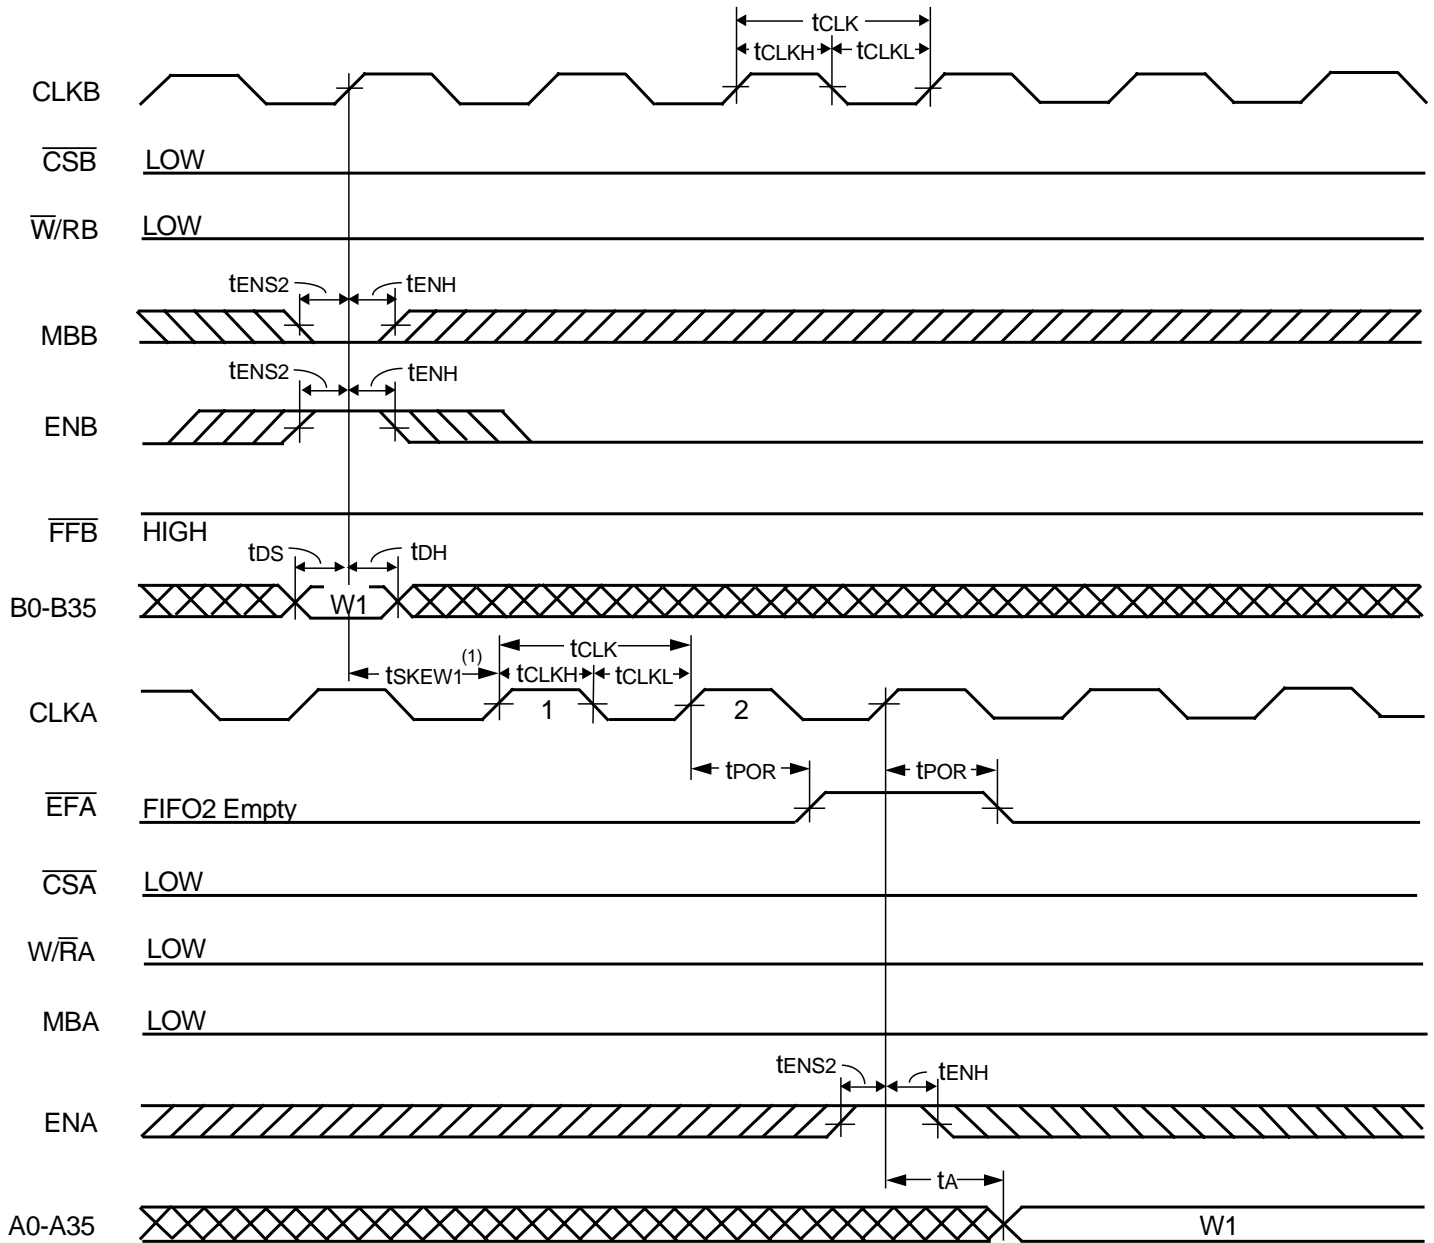 tCLK
tCLKH tCLKL
CLKB
CSB LOW
W/RB LOW
tENS2 tENH
MBB
tENS2 tENH
ENB
FFB HIGH
tDS tDH
B0-B35 W1
tCLK
tSKEW1(1) tCLKH tCLKL
CLKA 1 2
tPOR tPOR
EFA FIFO2 Empty
CSA LOW
W/RA LOW
MBA LOW
tENS2 tENH
ENA
tA
A0-A35 W1